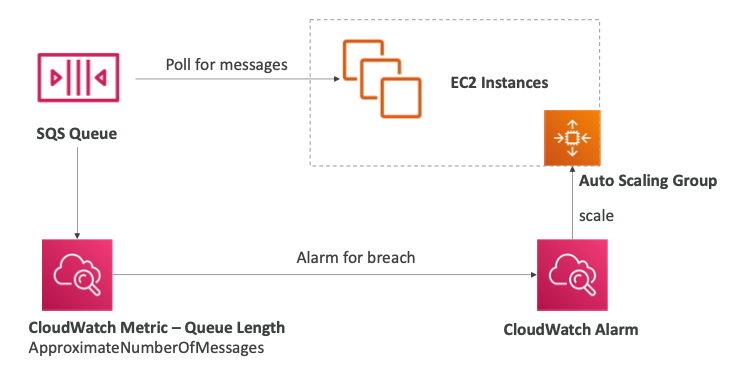 Poll for messages
EC2 Instances
SQS Queue
Auto Scaling Group
scale
Alarm for breach
CloudWatch Metric – Queue Length
ApproximateNumberOfMessages
CloudWatch Alarm